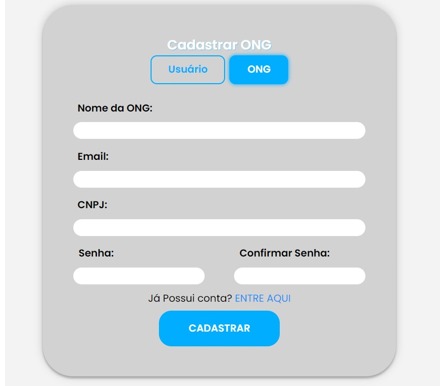 Cadastrar ONG
Usuário ONG
Nome da ONG:
Email:
CNPJ:
Senha: Confirmar Senha:
Já Possui conta? ENTRE AQUI
CADASTRAR